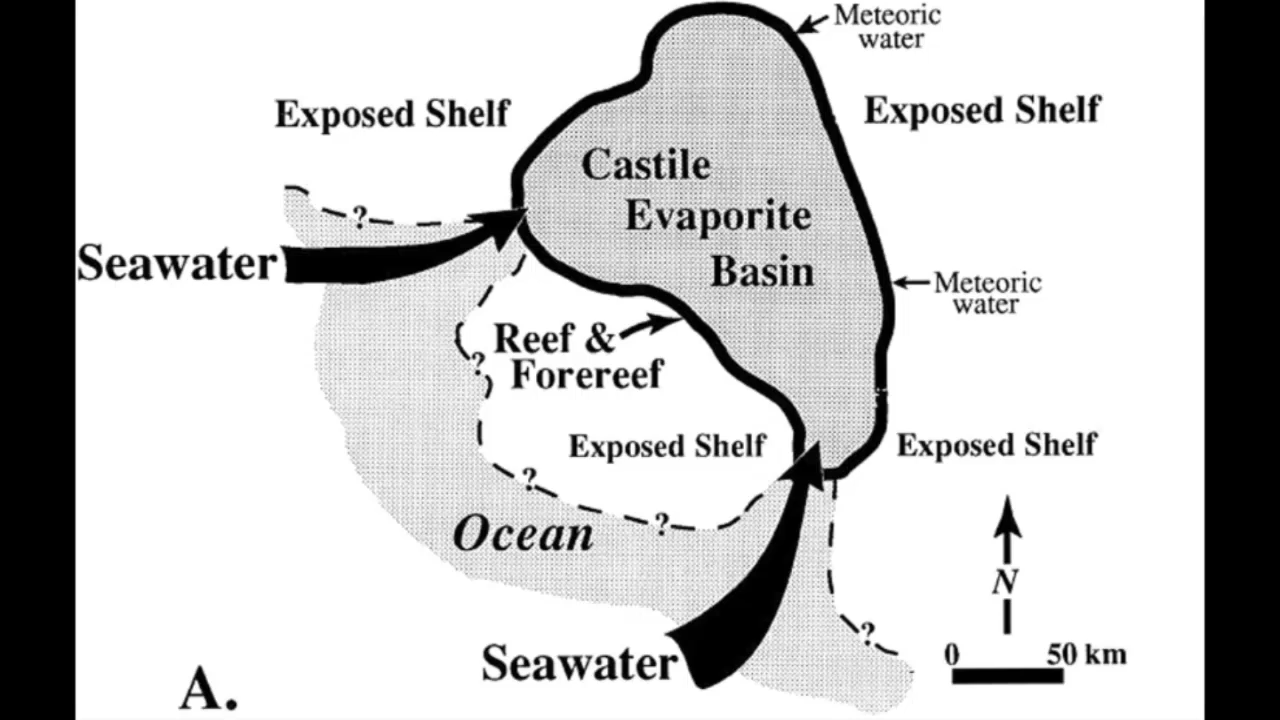 Meteoric
water
Exposed Shelf
Exposed Shelf
Castile
Evaporite
Basin
?
Seawater
Meteoric
water
Reef &
Forereef
?
Exposed Shelf
Exposed Shelf
?
?
Ocean
N
?
Seawater
0 50 km
A.